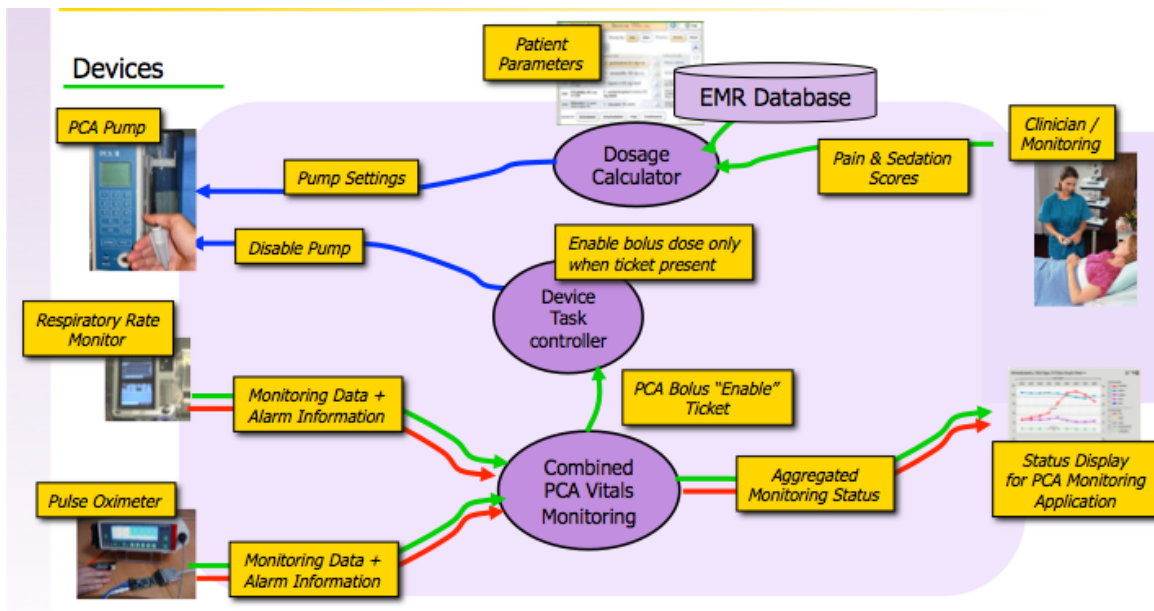 Devices
Patient
Parameters
EMR Database
PCA Pump
Clinician /
Monitoring
Dosage
Calculator
Pain & Sedation
Scores
Pump Settings
Disable Pump
Enable bolus dose only
when ticket present
Device
Task
controller
Respiratory Rate
Monitor
Monitoring Data +
Alarm Information
PCA Bolus “Enable”
Ticket
Combined
PCA Vitals
Monitoring
Aggregated
Monitoring Status
Status Display
for PCA Monitoring
Application
Pulse Oximeter
Monitoring Data +
Alarm Information